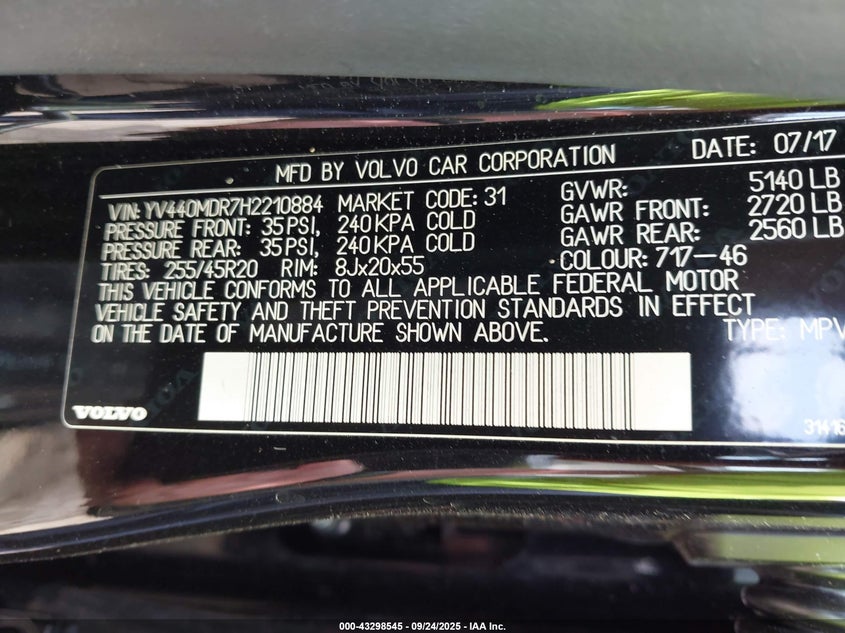 MFD BY VOLVO CAR CORPORATION DATE: 07/17
VIN: YV440MDR7H2210884 MARKET CODE: 31 GVWR: 5140 LB
PRESSURE FRONT: 35 PSI, 240 KPA COLD GAWR FRONT: 2720 LB
PRESSURE REAR: 35 PSI, 240 KPA COLD GAWR REAR: 2560 LB
TIRES: 255/45R20 RIM: 8Jx20x55 COLOUR: 717-46
THIS VEHICLE CONFORMS TO ALL APPLICABLE FEDERAL MOTOR
VEHICLE SAFETY AND THEFT PREVENTION STANDARDS IN EFFECT
ON THE DATE OF MANUFACTURE SHOWN ABOVE. TYPE: MPV
VOLVO 31416
000-43298545 - 09/24/2025 - IAA Inc.